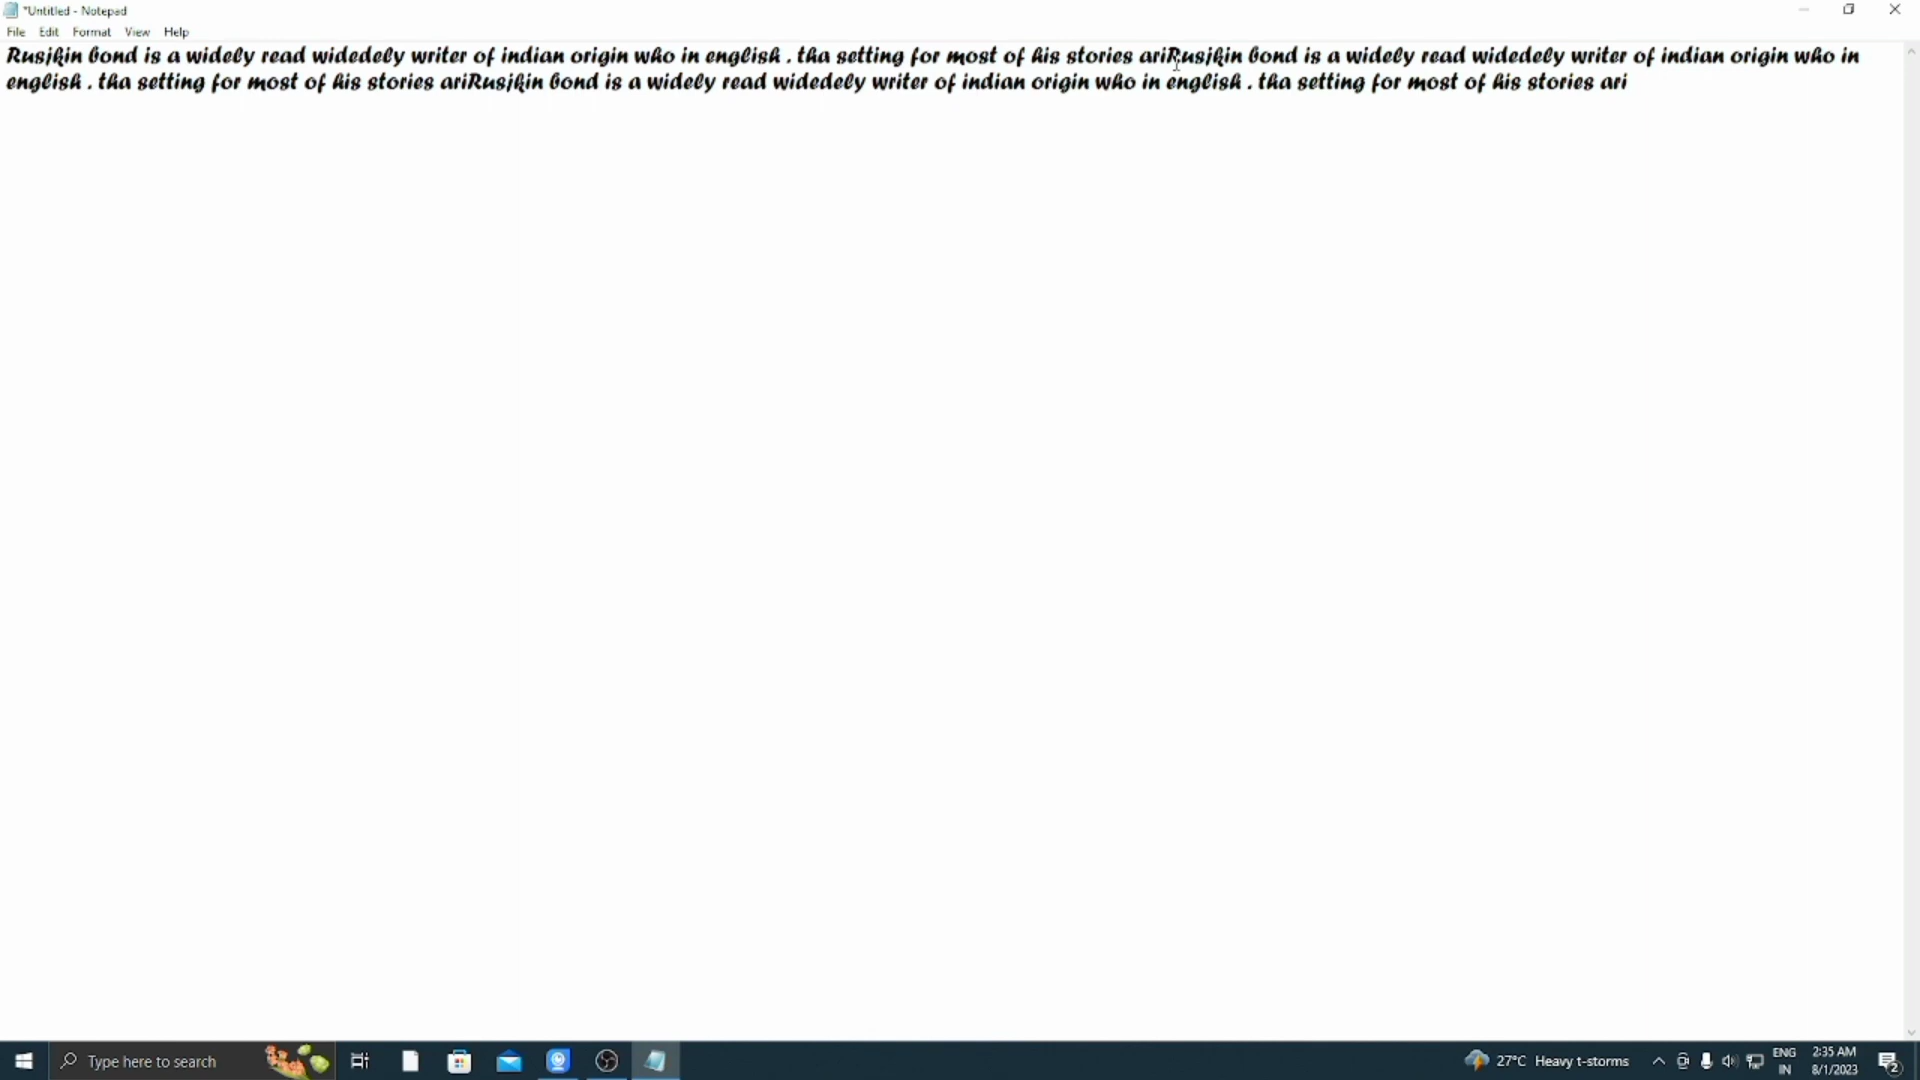 *Untitled - Notepad
File Edit Format View Help
Rusjkin bond is a widely read widedely writer of indian origin who in english . tha setting for most of his stories ariRusjkin bond is a widely read widedely writer of indian origin who in
english . tha setting for most of his stories ariRusjkin bond is a widely read widedely writer of indian origin who in english . tha setting for most of his stories ari
Type here to search 27°C Heavy t-storms ENG 2:35 AM
IN 8/1/2023 2